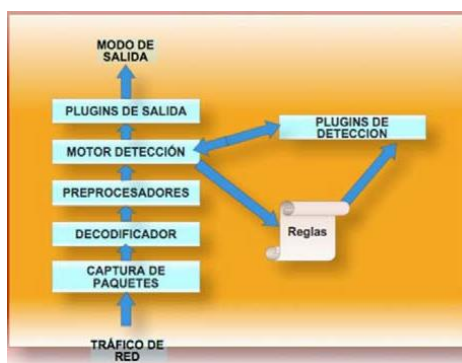 MODO DE
SALIDA
PLUGINS DE SALIDA
PLUGINS DE
DETECCION
MOTOR DETECCIÓN
PREPROCESADORES
Reglas
DECODIFICADOR
CAPTURA DE
PAQUETES
TRÁFICO DE
RED